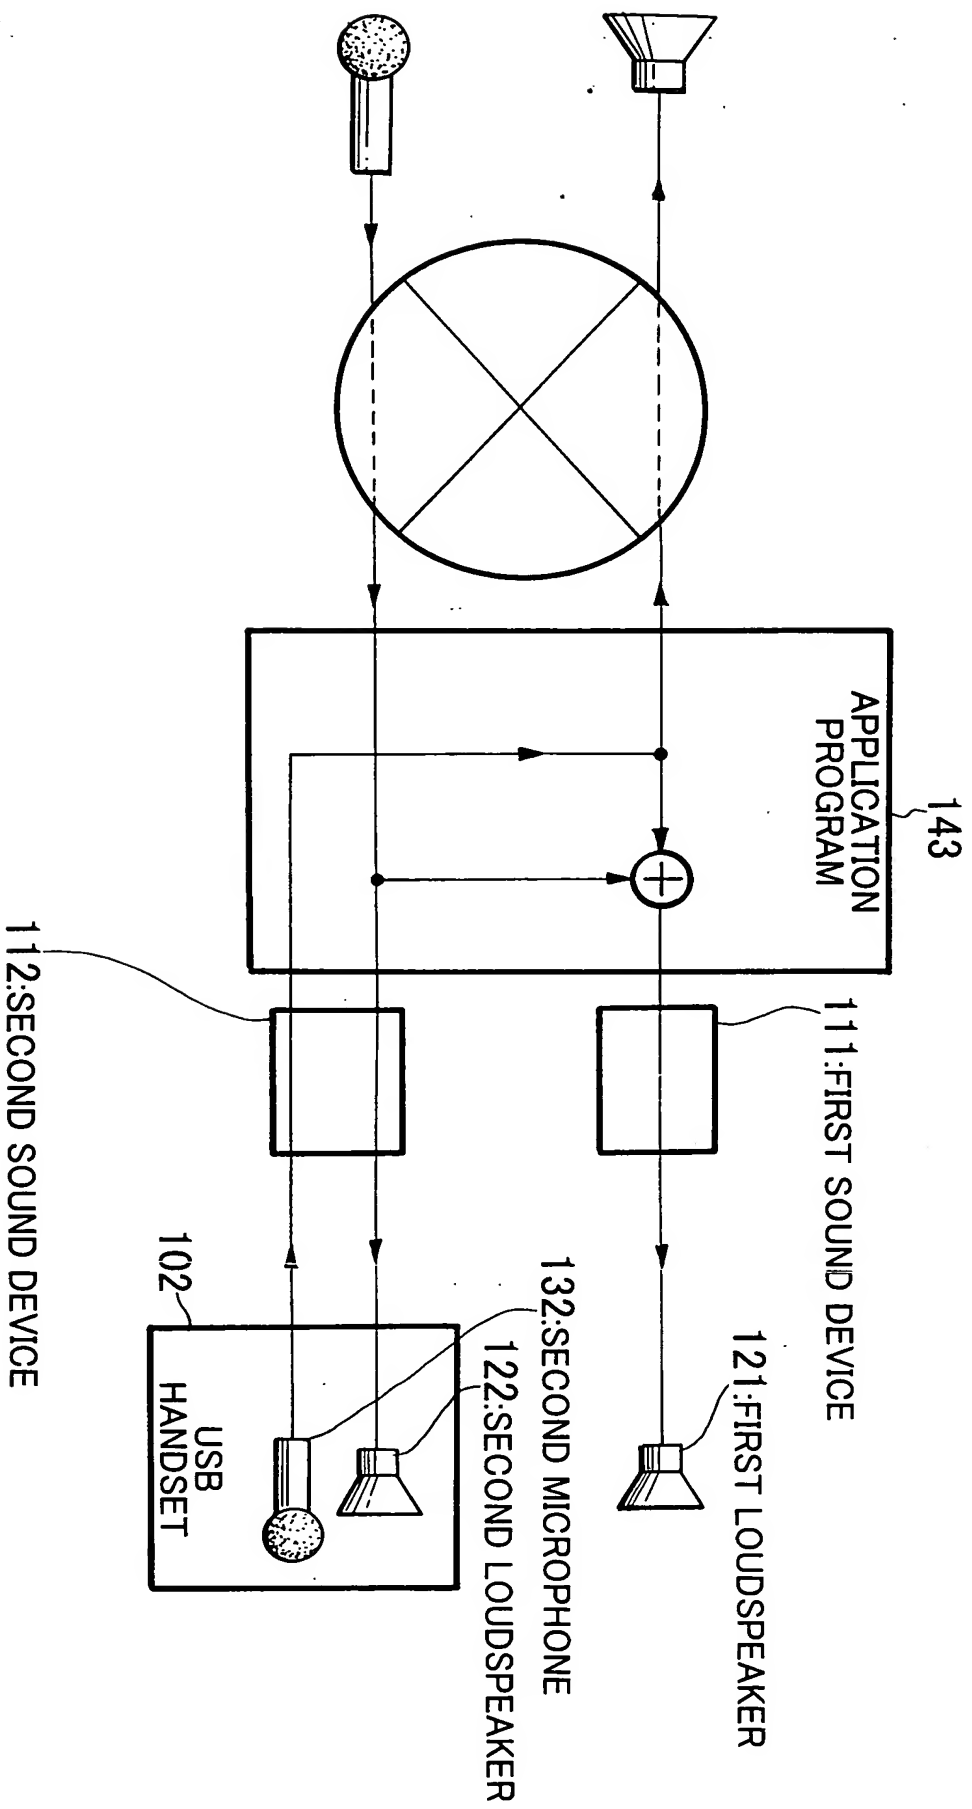 143
APPLICATION
PROGRAM
111:FIRST SOUND DEVICE
121:FIRST LOUDSPEAKER
132:SECOND MICROPHONE
122:SECOND LOUDSPEAKER
102
USB
HANDSET
112:SECOND SOUND DEVICE